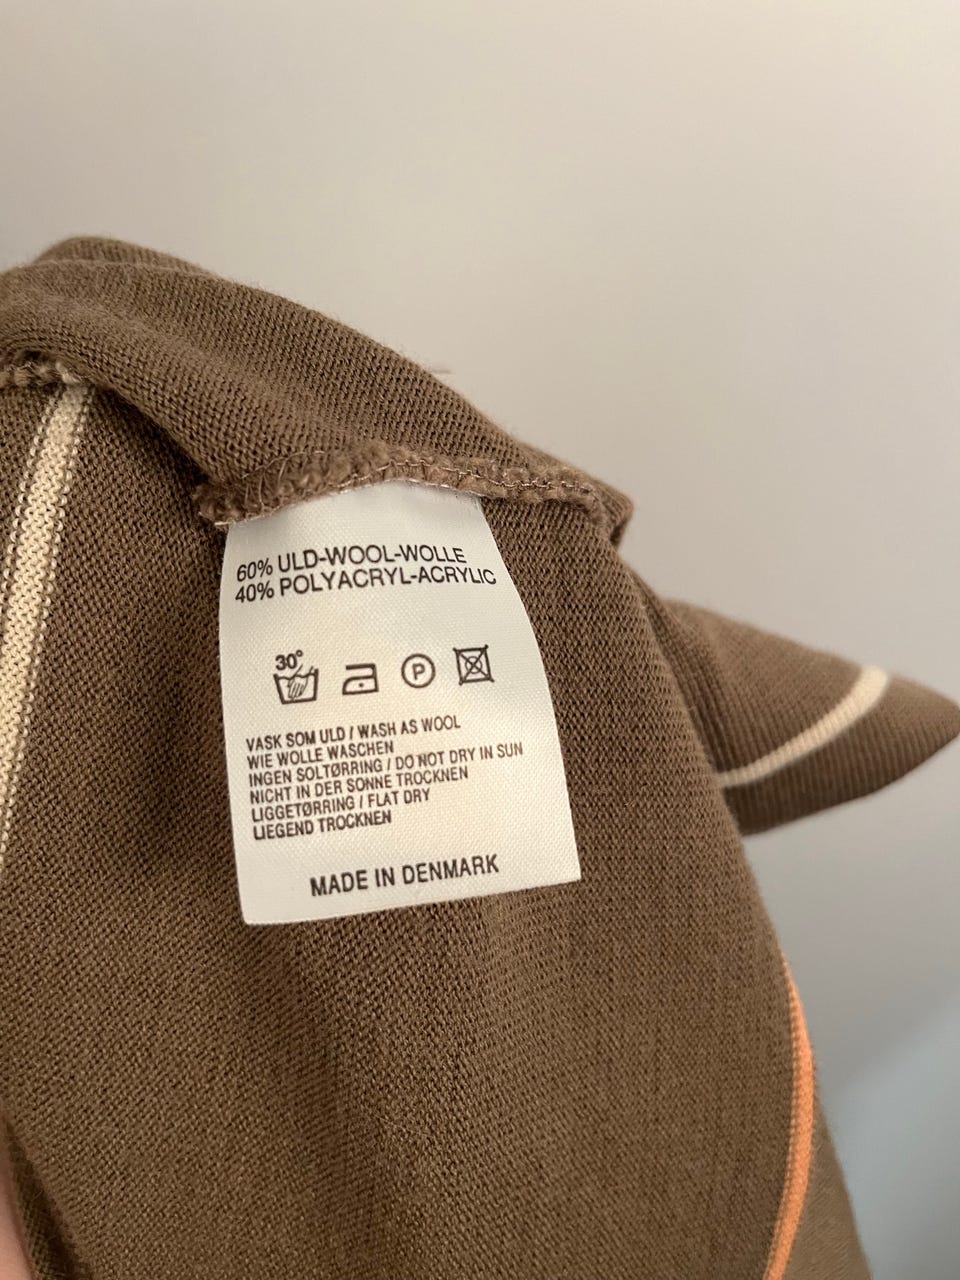 60% ULD-WOOL-WOLLE
40% POLYACRYL-ACRYLIC
30°
P
VASK SOM ULD / WASH AS WOOL
WIE WOLLE WASCHEN
INGEN SOLTØRRING / DO NOT DRY IN SUN
NICHT IN DER SONNE TROCKNEN
LIGGETØRRING / FLAT DRY
LIEGEND TROCKNEN
MADE IN DENMARK